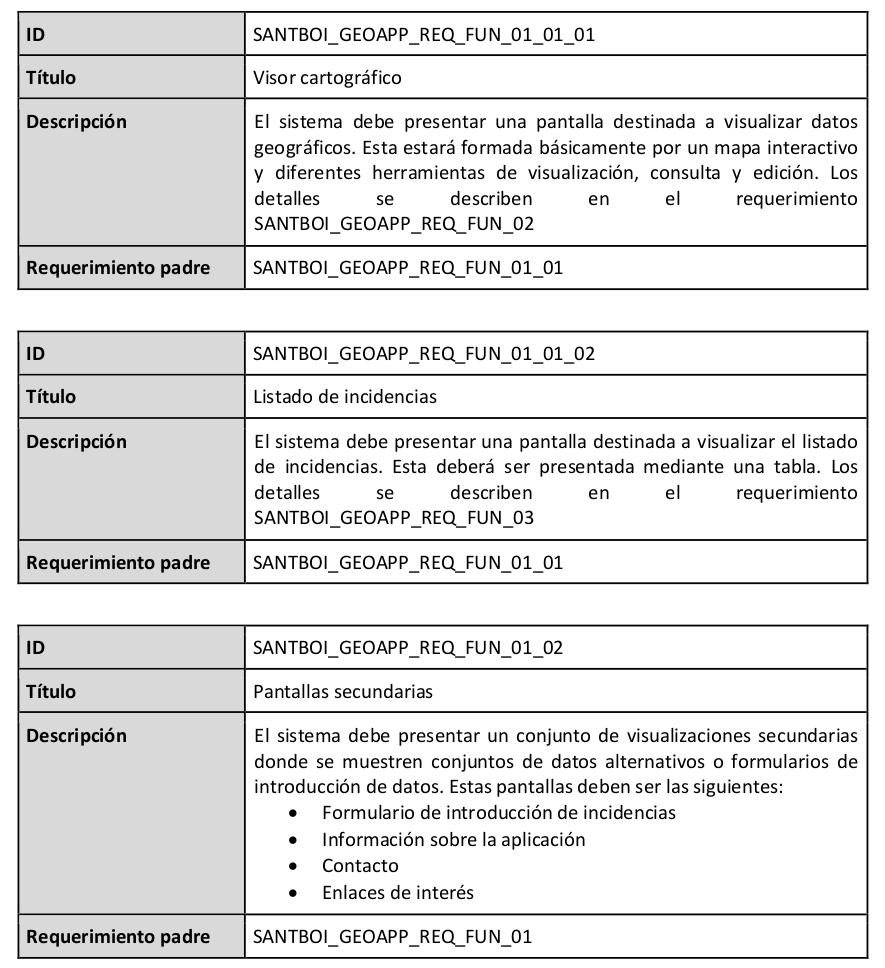 ID SANTBOI_GEOAPP_REQ_FUN_01_01_01
Título Visor cartográfico
Descripción El sistema debe presentar una pantalla destinada a visualizar datos
geográficos. Esta estará formada básicamente por un mapa interactivo
y diferentes herramientas de visualización, consulta y edición. Los
detalles se describen en el requerimiento
SANTBOI_GEOAPP_REQ_FUN_02
Requerimiento padre SANTBOI_GEOAPP_REQ_FUN_01_01
ID SANTBOI_GEOAPP_REQ_FUN_01_01_02
Título Listado de incidencias
Descripción El sistema debe presentar una pantalla destinada a visualizar el listado
de incidencias. Esta deberá ser presentada mediante una tabla. Los
detalles se describen en el requerimiento
SANTBOI_GEOAPP_REQ_FUN_03
Requerimiento padre SANTBOI_GEOAPP_REQ_FUN_01_01
ID SANTBOI_GEOAPP_REQ_FUN_01_02
Título Pantallas secundarias
Descripción El sistema debe presentar un conjunto de visualizaciones secundarias
donde se muestren conjuntos de datos alternativos o formularios de
introducción de datos. Estas pantallas deben ser las siguientes:
• Formulario de introducción de incidencias
• Información sobre la aplicación
• Contacto
• Enlaces de interés
Requerimiento padre SANTBOI_GEOAPP_REQ_FUN_01